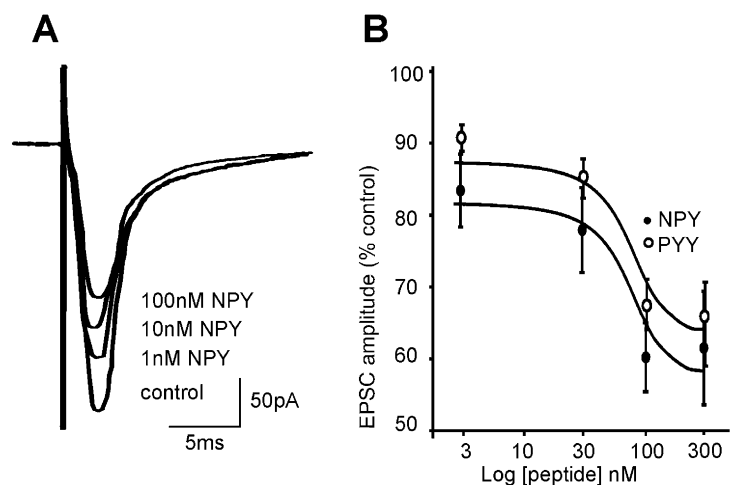 A
100nM NPY
10nM NPY
1nM NPY
control
50pA
5ms
B
EPSC amplitude (% control)
100
90
80
70
60
50
NPY
PYY
3 10 30 100 300
Log [peptide] nM